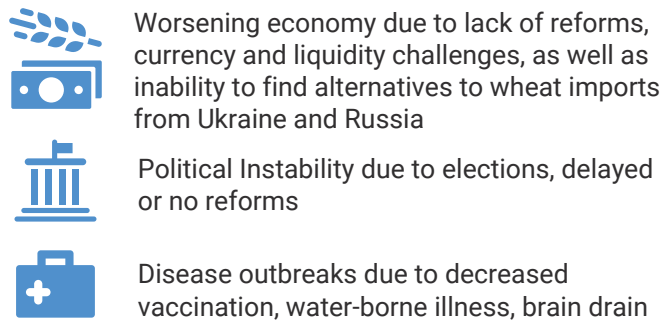 Worsening economy due to lack of reforms,
currency and liquidity challenges, as well as
inability to find alternatives to wheat imports
from Ukraine and Russia
Political Instability due to elections, delayed
or no reforms
Disease outbreaks due to decreased
vaccination, water-borne illness, brain drain